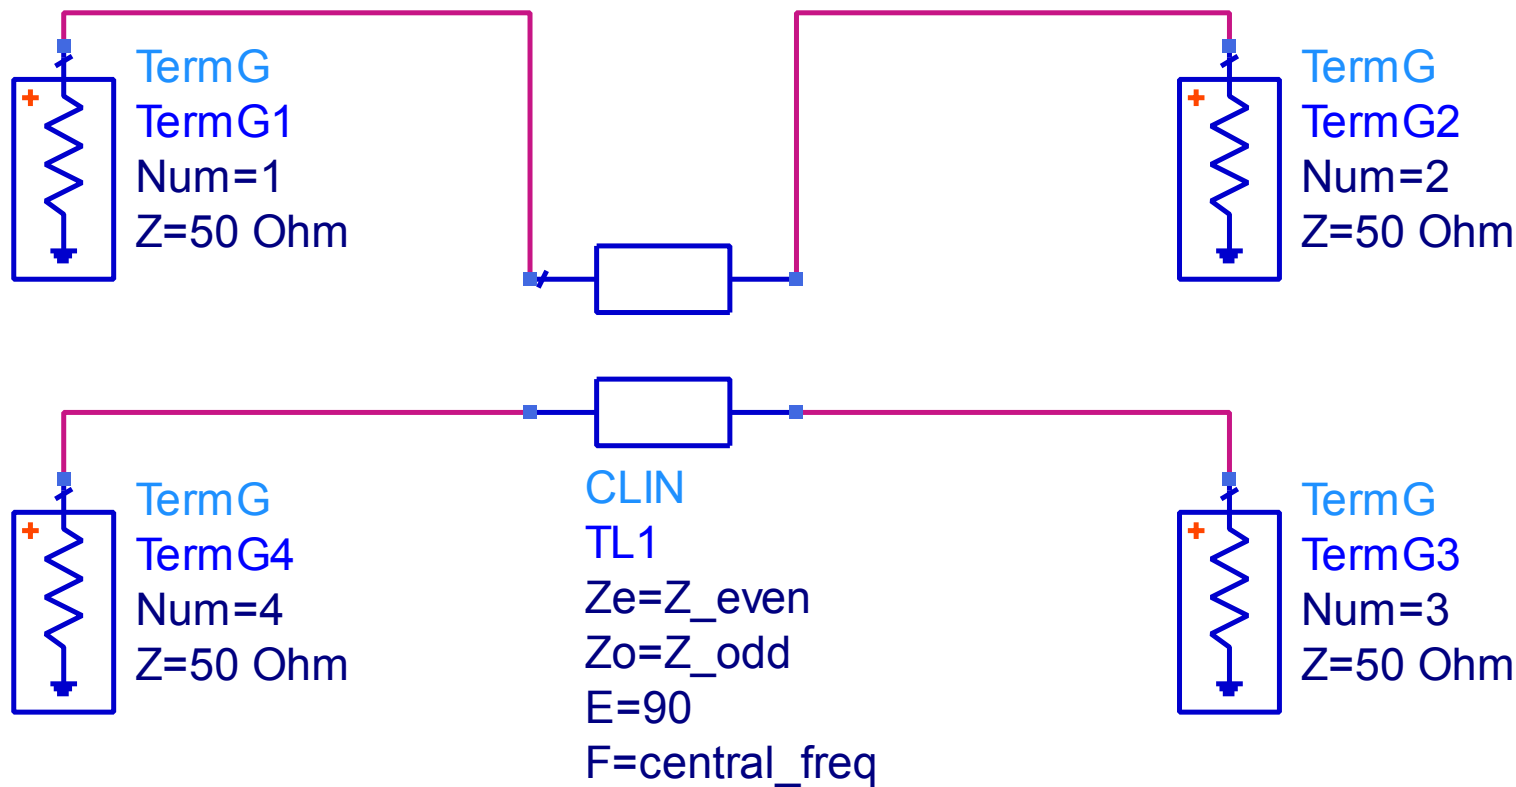 TermG
TermG1
Num=1
Z=50 Ohm
TermG
TermG2
Num=2
Z=50 Ohm
TermG
TermG4
Num=4
Z=50 Ohm
CLIN
TL1
Ze=Z_even
Zo=Z_odd
E=90
F=central_freq
TermG
TermG3
Num=3
Z=50 Ohm